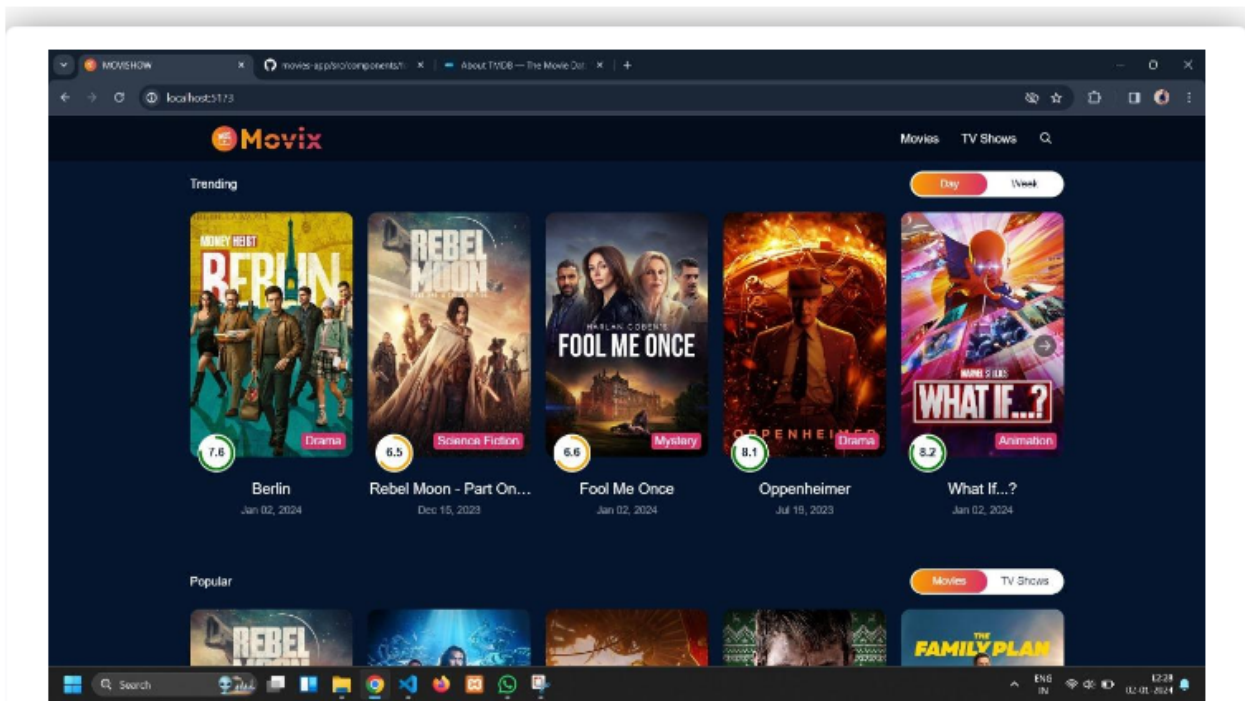 MOVISHOW
movies-app/src/components/
About TMDB — The Movie Dat
localhost:5173
Movix
Movies TV Shows
Trending
Day Week
MONEY HEIST
BERLIN
REBEL
MOON
HARLAN COBEN'S
FOOL ME ONCE
OPPENHEIMER
MARVEL STUDIOS
WHAT IF...?
Drama
Science Fiction
Mystery
Drama
Animation
7.6
6.5
6.6
8.1
8.2
Berlin
Rebel Moon - Part On...
Fool Me Once
Oppenheimer
What If...?
Jan 02, 2024
Dec 15, 2023
Jan 02, 2024
Jul 19, 2023
Jan 02, 2024
Popular
Movies TV Shows
REBEL
THE
FAMILY PLAN
Search
ENG
IN
12:28
02-01-2024